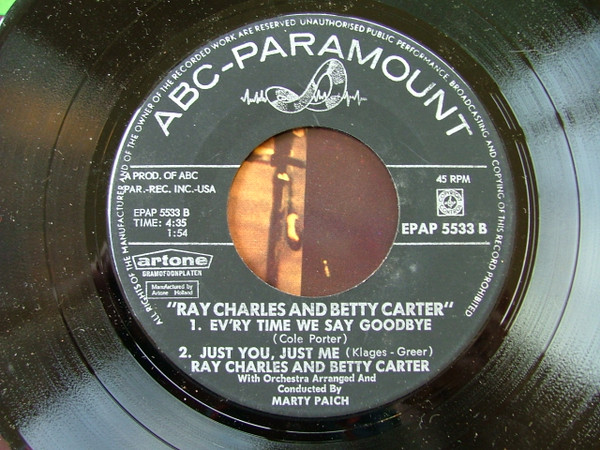 ALL RIGHTS OF THE MANUFACTURER AND OF THE OWNER OF THE RECORDED WORK ARE RESERVED UNAUTHORISED PUBLIC PERFORMANCE, BROADCASTING AND COPYING OF THIS RECORD PROHIBITED
ABC-PARAMOUNT
A PROD. OF ABC
PAR.-REC. INC.-USA
45 RPM
EPAP 5533 B
TIME: 4:35
1:54
EPAP 5533 B
artone
GRAMOFOONPLATEN
Manufactured by
Artone Holland
"RAY CHARLES AND BETTY CARTER"
1. EV'RY TIME WE SAY GOODBYE
(Cole Porter)
2. JUST YOU, JUST ME (Klages - Greer)
RAY CHARLES AND BETTY CARTER
With Orchestra Arranged And
Conducted By
MARTY PAICH